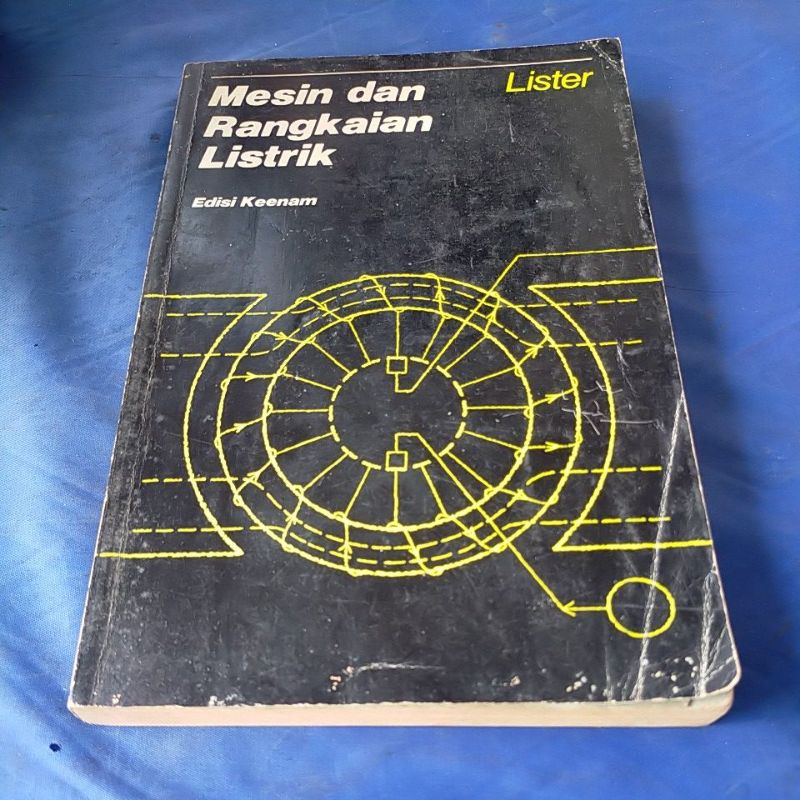 Lister
Mesin dan
Rangkaian
Listrik
Edisi Keenam